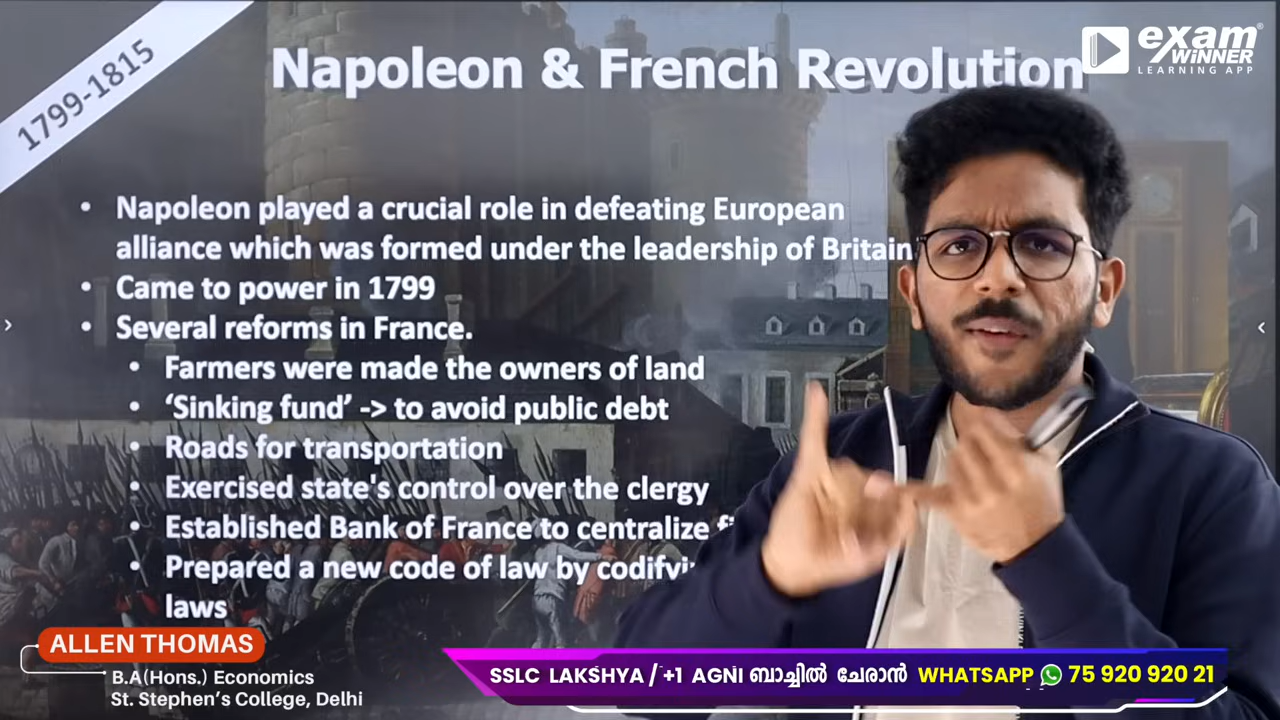 1799-1815
Napoleon & French Revolution
exam
WiNNER
LEARNING APP
• Napoleon played a crucial role in defeating European
alliance which was formed under the leadership of Britain
• Came to power in 1799
• Several reforms in France.
• Farmers were made the owners of land
• ‘Sinking fund’ -> to avoid public debt
• Roads for transportation
• Exercised state's control over the clergy
• Established Bank of France to centralize
• Prepared a new code of law by
laws
ALLEN THOMAS
B.A(Hons.) Economics
St. Stephen’s College, Delhi
SSLC LAKSHYA / +1 AGNI ബാച്ചിൽ ചേരാൻ WHATSAPP 75 920 920 21